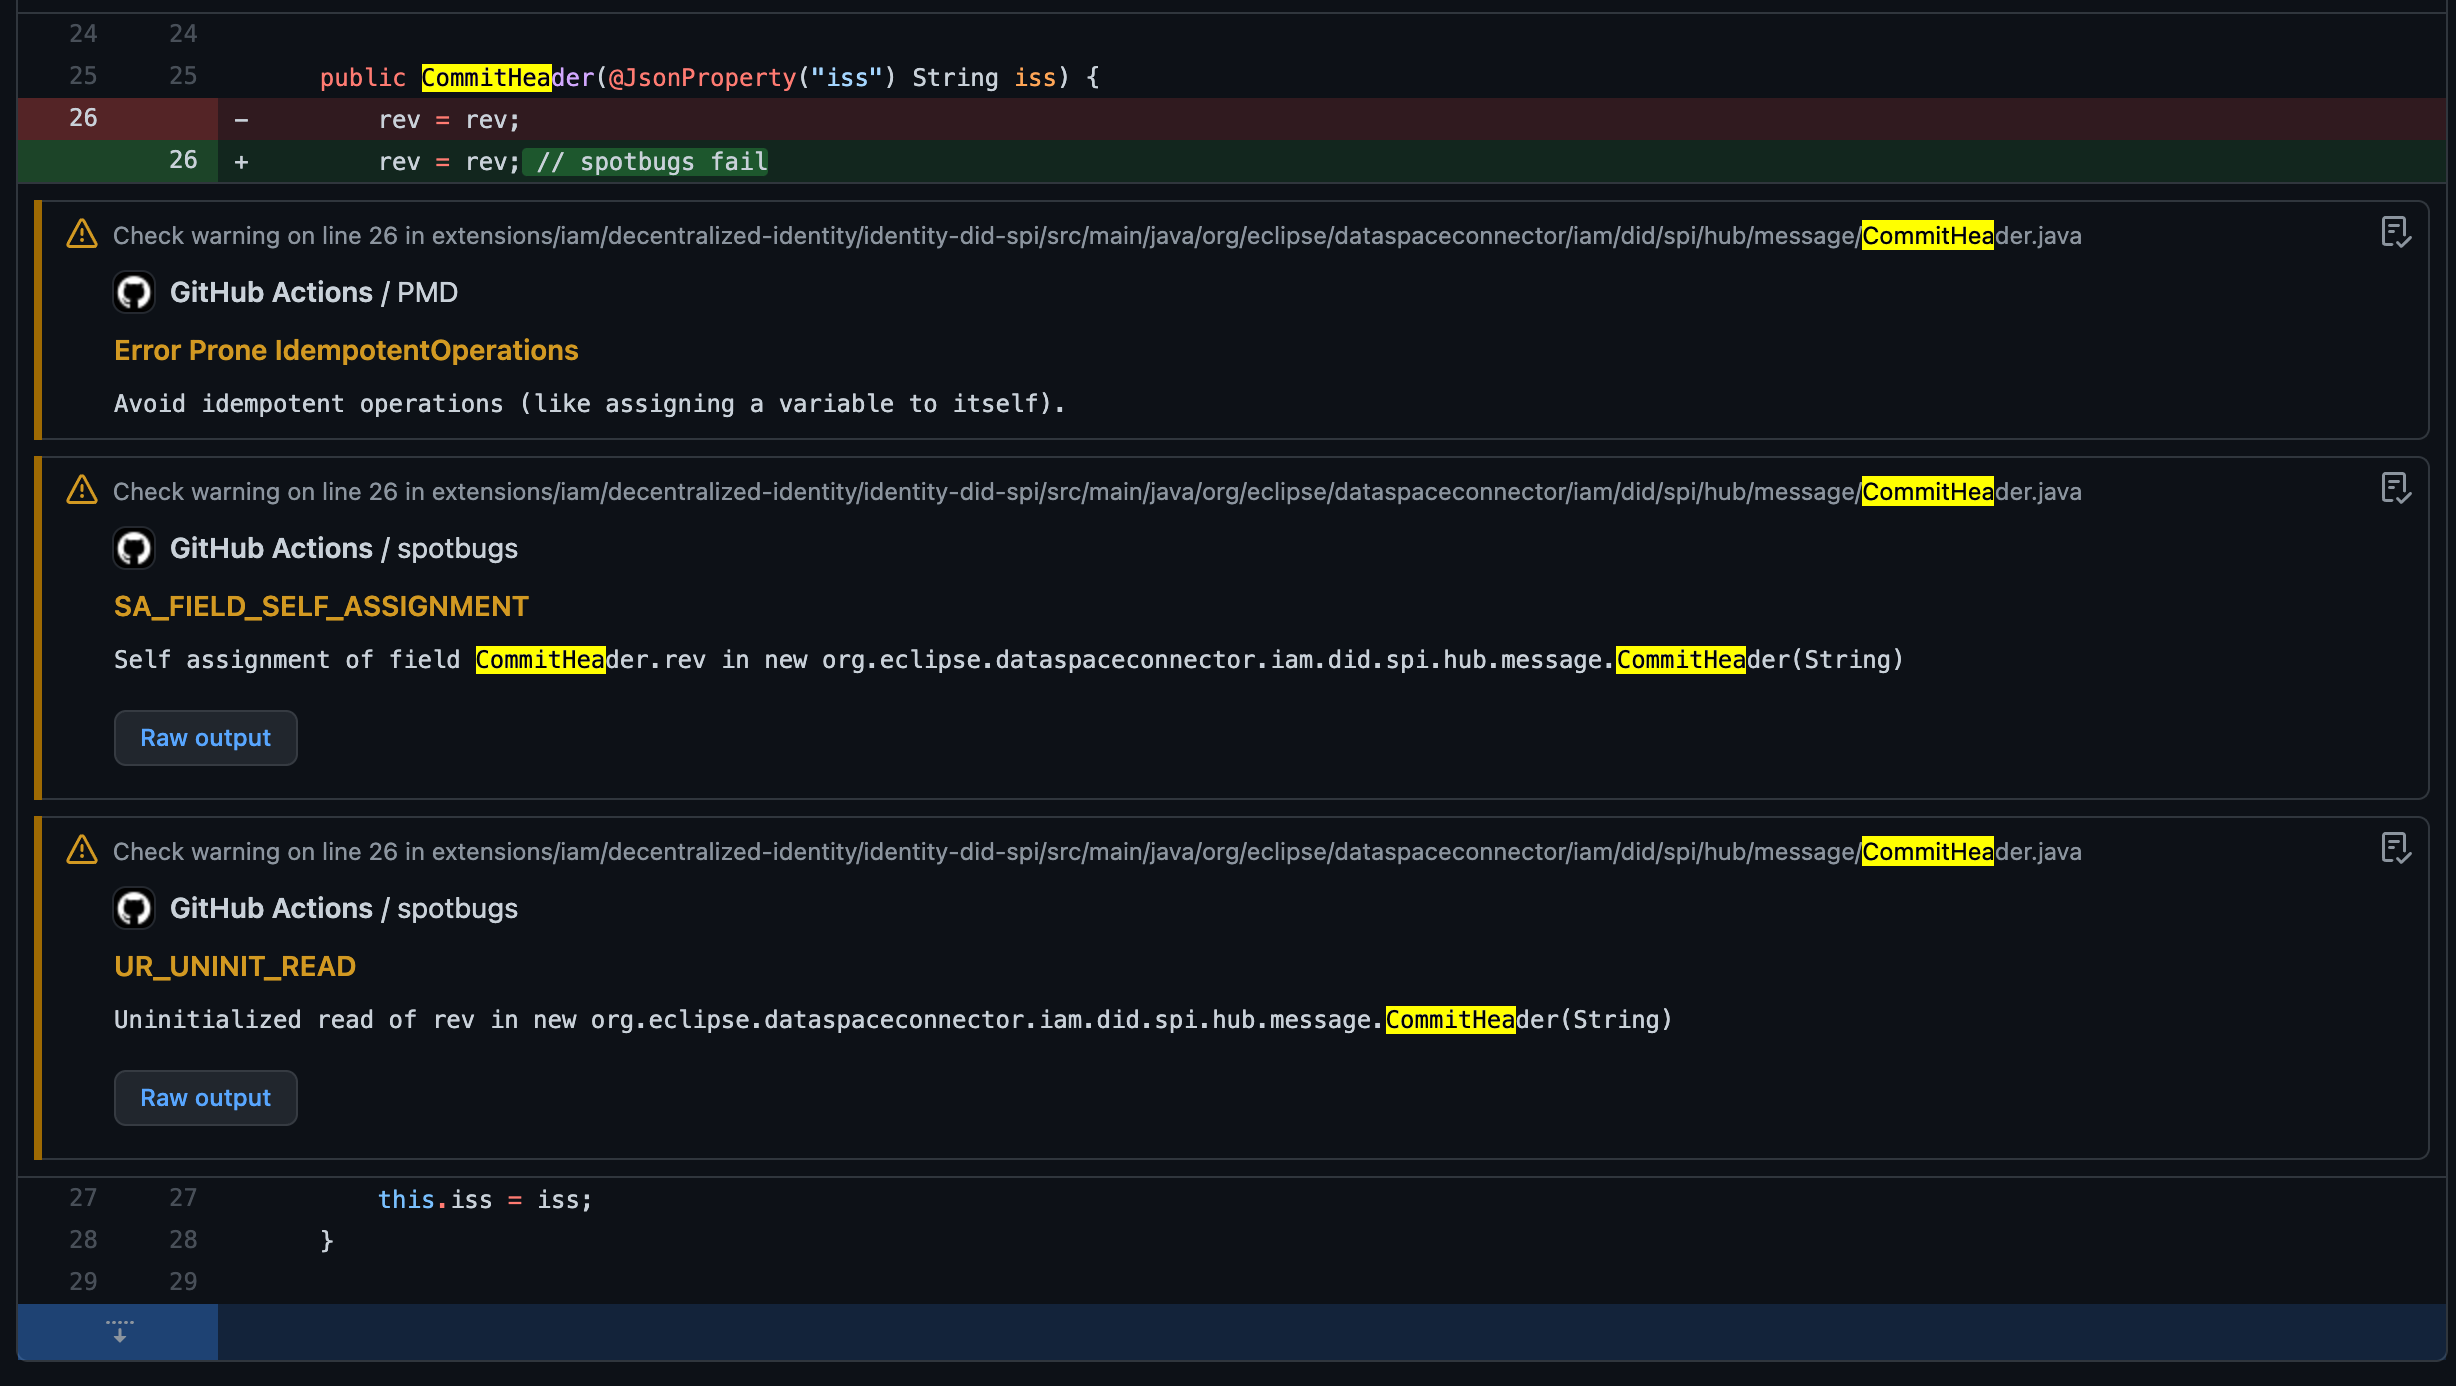 24 24
25 25 public CommitHeader(@JsonProperty("iss") String iss) {
26 - rev = rev;
26 + rev = rev; // spotbugs fail
Check warning on line 26 in extensions/iam/decentralized-identity/identity-did-spi/src/main/java/org/eclipse/dataspaceconnector/iam/did/spi/hub/message/CommitHeader.java
GitHub Actions / PMD
Error Prone IdempotentOperations
Avoid idempotent operations (like assigning a variable to itself).
Check warning on line 26 in extensions/iam/decentralized-identity/identity-did-spi/src/main/java/org/eclipse/dataspaceconnector/iam/did/spi/hub/message/CommitHeader.java
GitHub Actions / spotbugs
SA_FIELD_SELF_ASSIGNMENT
Self assignment of field CommitHeader.rev in new org.eclipse.dataspaceconnector.iam.did.spi.hub.message.CommitHeader(String)
Raw output
Check warning on line 26 in extensions/iam/decentralized-identity/identity-did-spi/src/main/java/org/eclipse/dataspaceconnector/iam/did/spi/hub/message/CommitHeader.java
GitHub Actions / spotbugs
UR_UNINIT_READ
Uninitialized read of rev in new org.eclipse.dataspaceconnector.iam.did.spi.hub.message.CommitHeader(String)
Raw output
27 27 this.iss = iss;
28 28 }
29 29